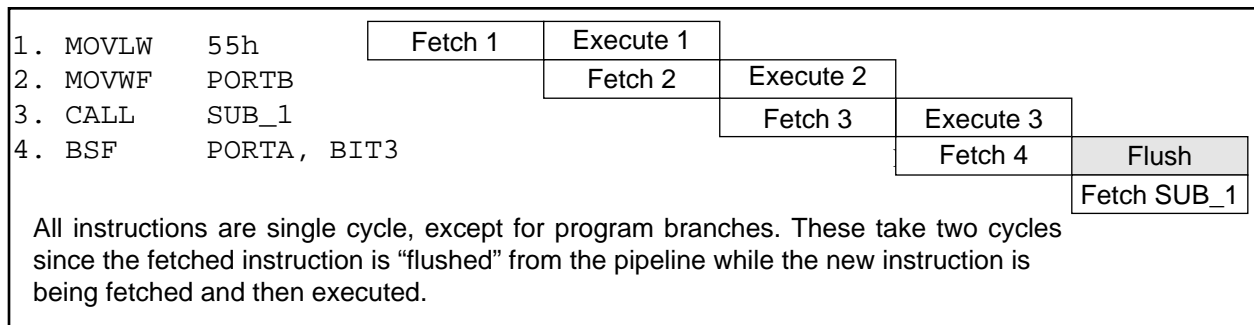 1. MOVLW 55h Fetch 1 Execute 1
2. MOVWF PORTB Fetch 2 Execute 2
3. CALL SUB_1 Fetch 3 Execute 3
4. BSF PORTA, BIT3 Fetch 4 Flush
Fetch SUB_1
All instructions are single cycle, except for program branches. These take two cycles
since the fetched instruction is “flushed” from the pipeline while the new instruction is
being fetched and then executed.